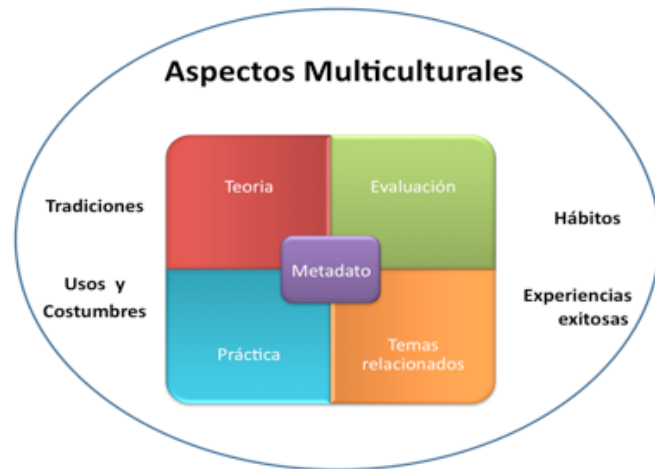 Aspectos Multiculturales
Teoria
Evaluación
Tradiciones
Hábitos
Metadato
Usos y
Costumbres
Experiencias
exitosas
Práctica
Temas
relacionados